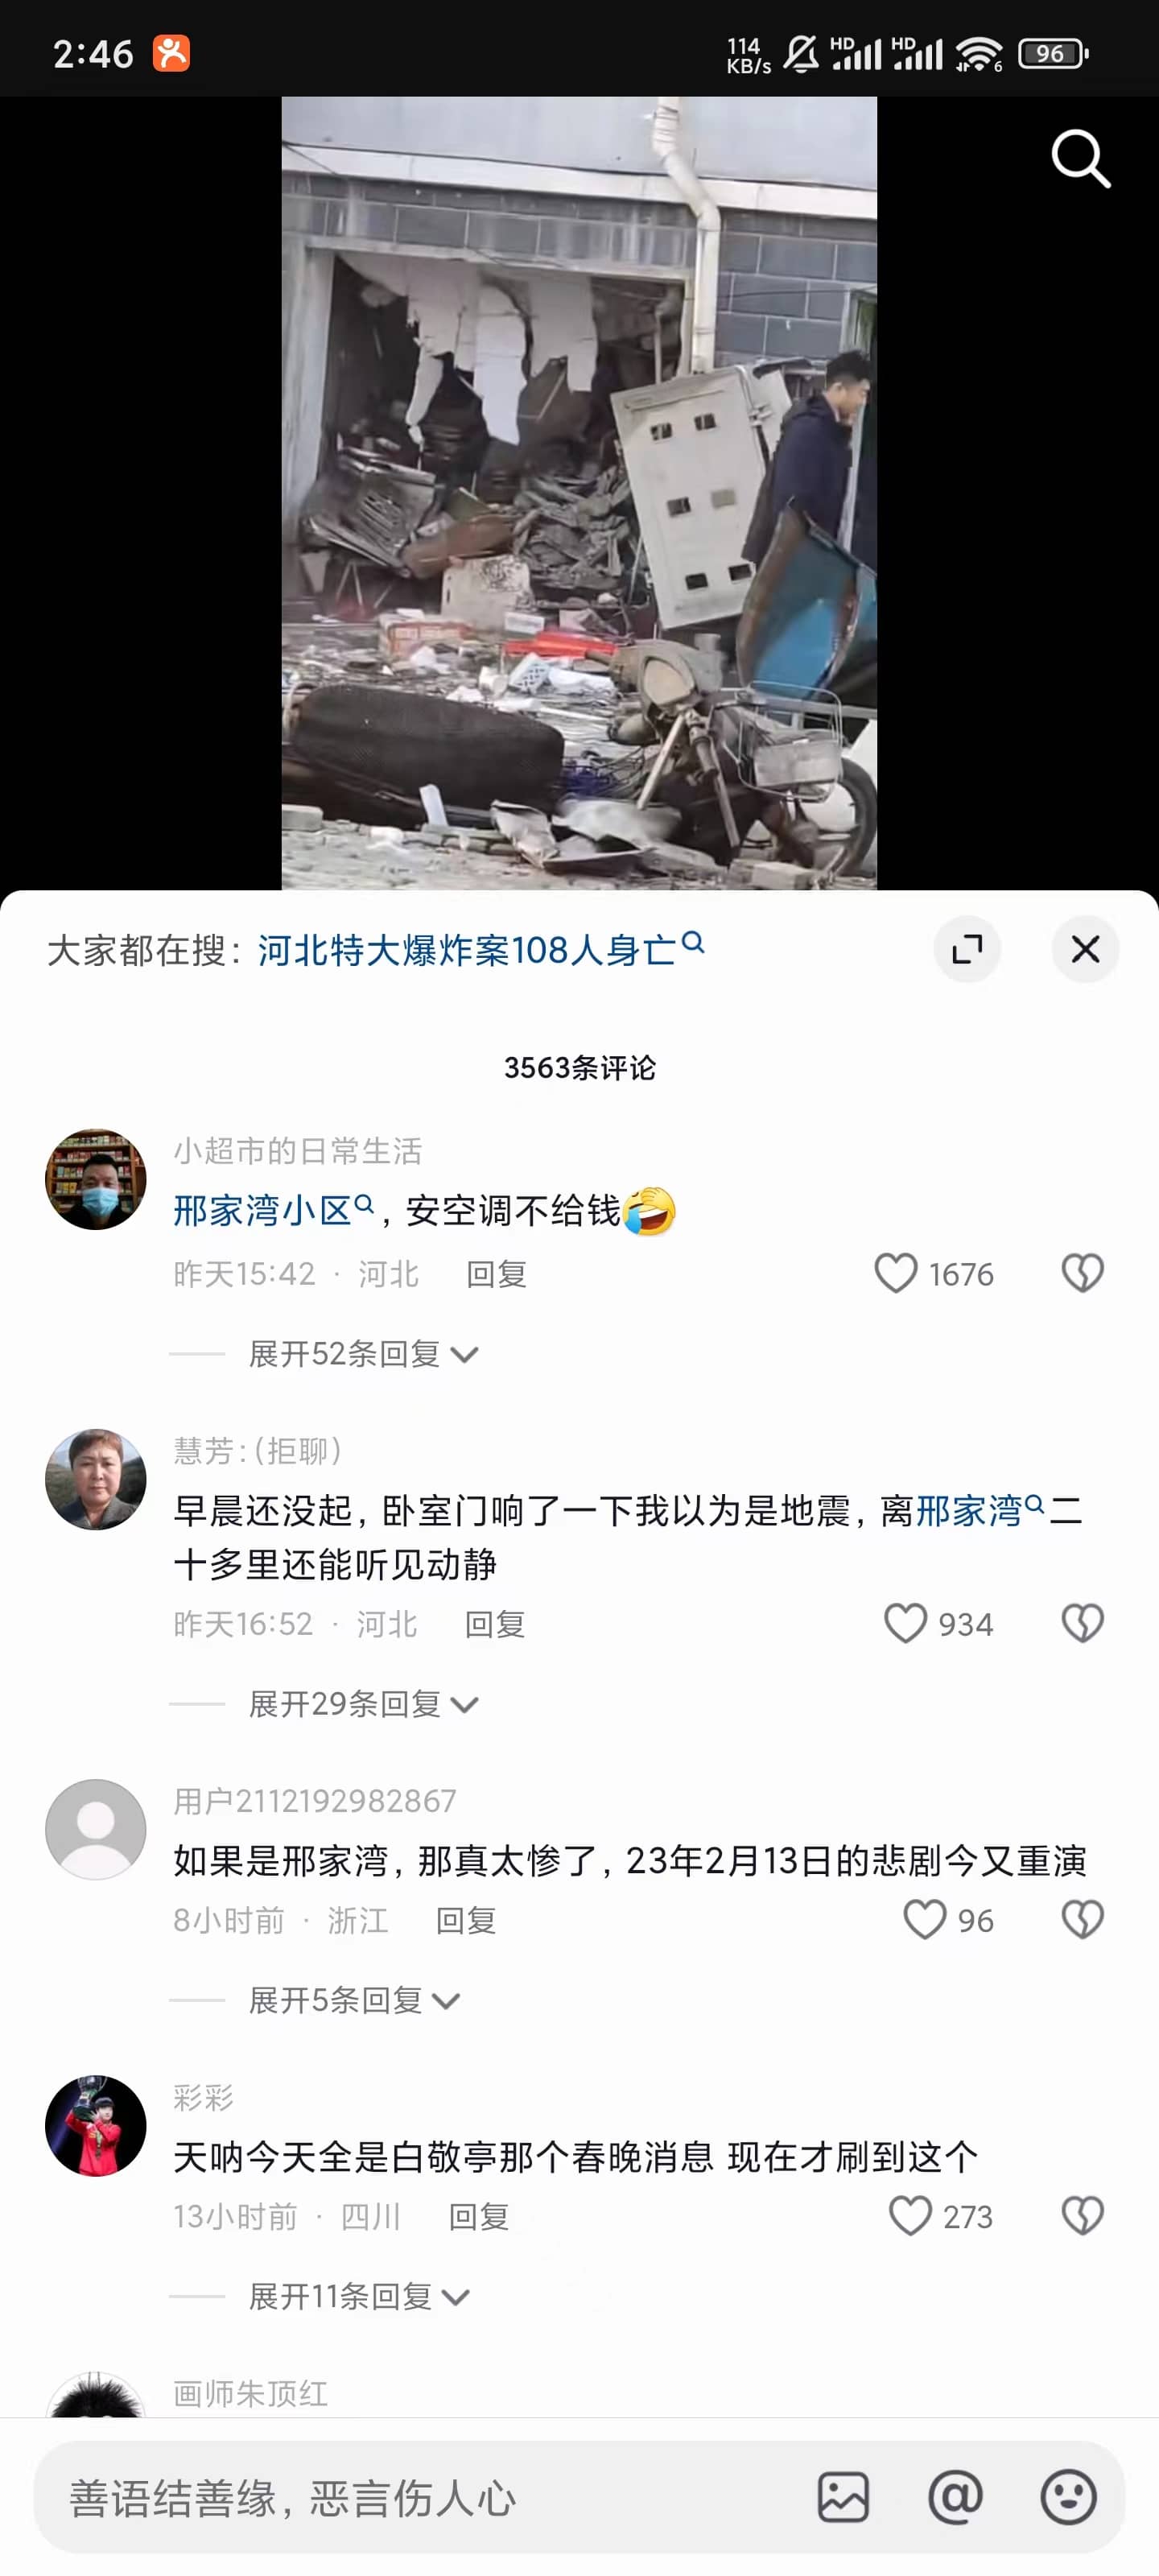 2:46
114 KB/s HD HD 6 96
大家都在搜：河北特大爆炸案108人身亡
3563条评论
小超市的日常生活
邢家湾小区，安空调不给钱🤣
昨天15:42 · 河北 回复 1676
展开52条回复
慧芳:(拒聊)
早晨还没起，卧室门响了一下我以为是地震，离邢家湾二
十多里还能听见动静
昨天16:52 · 河北 回复 934
展开29条回复
用户2112192982867
如果是邢家湾，那真太惨了，23年2月13日的悲剧今又重演
8小时前 · 浙江 回复 96
展开5条回复
彩彩
天呐今天全是白敬亭那个春晚消息 现在才刷到这个
13小时前 · 四川 回复 273
展开11条回复
画师朱顶红
善语结善缘，恶言伤人心